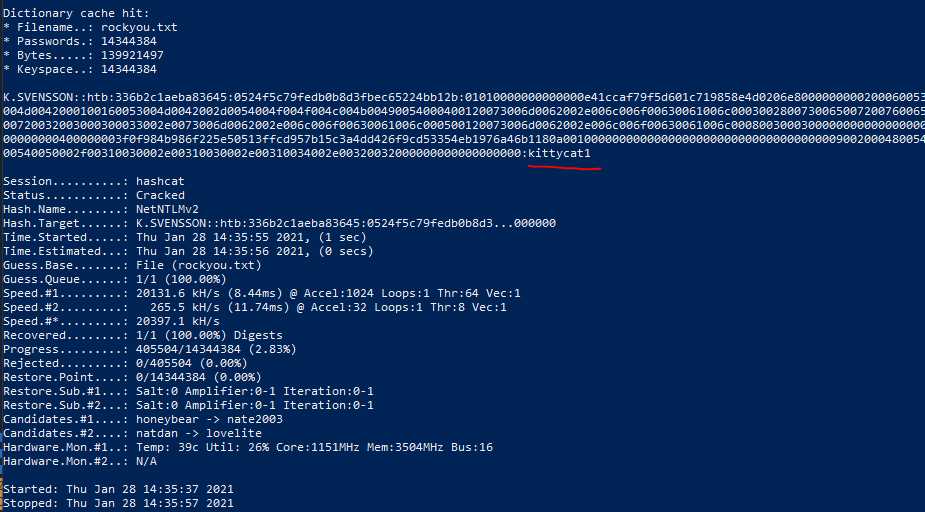 Dictionary cache hit:
* Filename..: rockyou.txt
* Passwords.: 14344384
* Bytes.....: 139921497
* Keyspace..: 14344384
K.SVENSSON::htb:336b2c1aeba83645:0524f5c79fedb0b8d3fbec65224bb12b:01010000000000000e41ccaf79f5d601c719858e4d0206e80000000002000600530
004d0042000100160053004d0042002d0054004f004f004c004b00490054000400120073006d0062002e006c006f00630061006c000300280073006500720076006500
0072003200300030003300​2e0073006d0062002e006c006f00630061006c000500120073006d0062002e006c006f00630061006c000800300030000000000000000000
00000000400000003f0f984b986f225e50513ffcd957b15c3a4dd426f9cd53354eb1976a46b1180a001000000000000000000000000000000000000900200048005400
00540050002f00310030002e00310030002e00310034002e00320032000000000000000000:kittycat1
Session..........: hashcat
Status...........: Cracked
Hash.Name........: NetNTLMv2
Hash.Target......: K.SVENSSON::htb:336b2c1aeba83645:0524f5c79fedb0b8d3...000000
Time.Started.....: Thu Jan 28 14:35:55 2021, (1 sec)
Time.Estimated...: Thu Jan 28 14:35:56 2021, (0 secs)
Guess.Base.......: File (rockyou.txt)
Guess.Queue......: 1/1 (100.00%)
Speed.#1.........: 20131.6 kH/s (8.44ms) @ Accel:1024 Loops:1 Thr:64 Vec:1
Speed.#2.........:   265.5 kH/s (11.74ms) @ Accel:32 Loops:1 Thr:8 Vec:1
Speed.#*.........: 20397.1 kH/s
Recovered........: 1/1 (100.00%) Digests
Progress.........: 405504/14344384 (2.83%)
Rejected.........: 0/405504 (0.00%)
Restore.Point....: 0/14344384 (0.00%)
Restore.Sub.#1...: Salt:0 Amplifier:0-1 Iteration:0-1
Restore.Sub.#2...: Salt:0 Amplifier:0-1 Iteration:0-1
Candidates.#1....: honeybear -> nate2003
Candidates.#2....: natdan -> lovelite
Hardware.Mon.#1..: Temp: 39c Util: 26% Core:1151MHz Mem:3504MHz Bus:16
Hardware.Mon.#2..: N/A
Started: Thu Jan 28 14:35:37 2021
Stopped: Thu Jan 28 14:35:57 2021